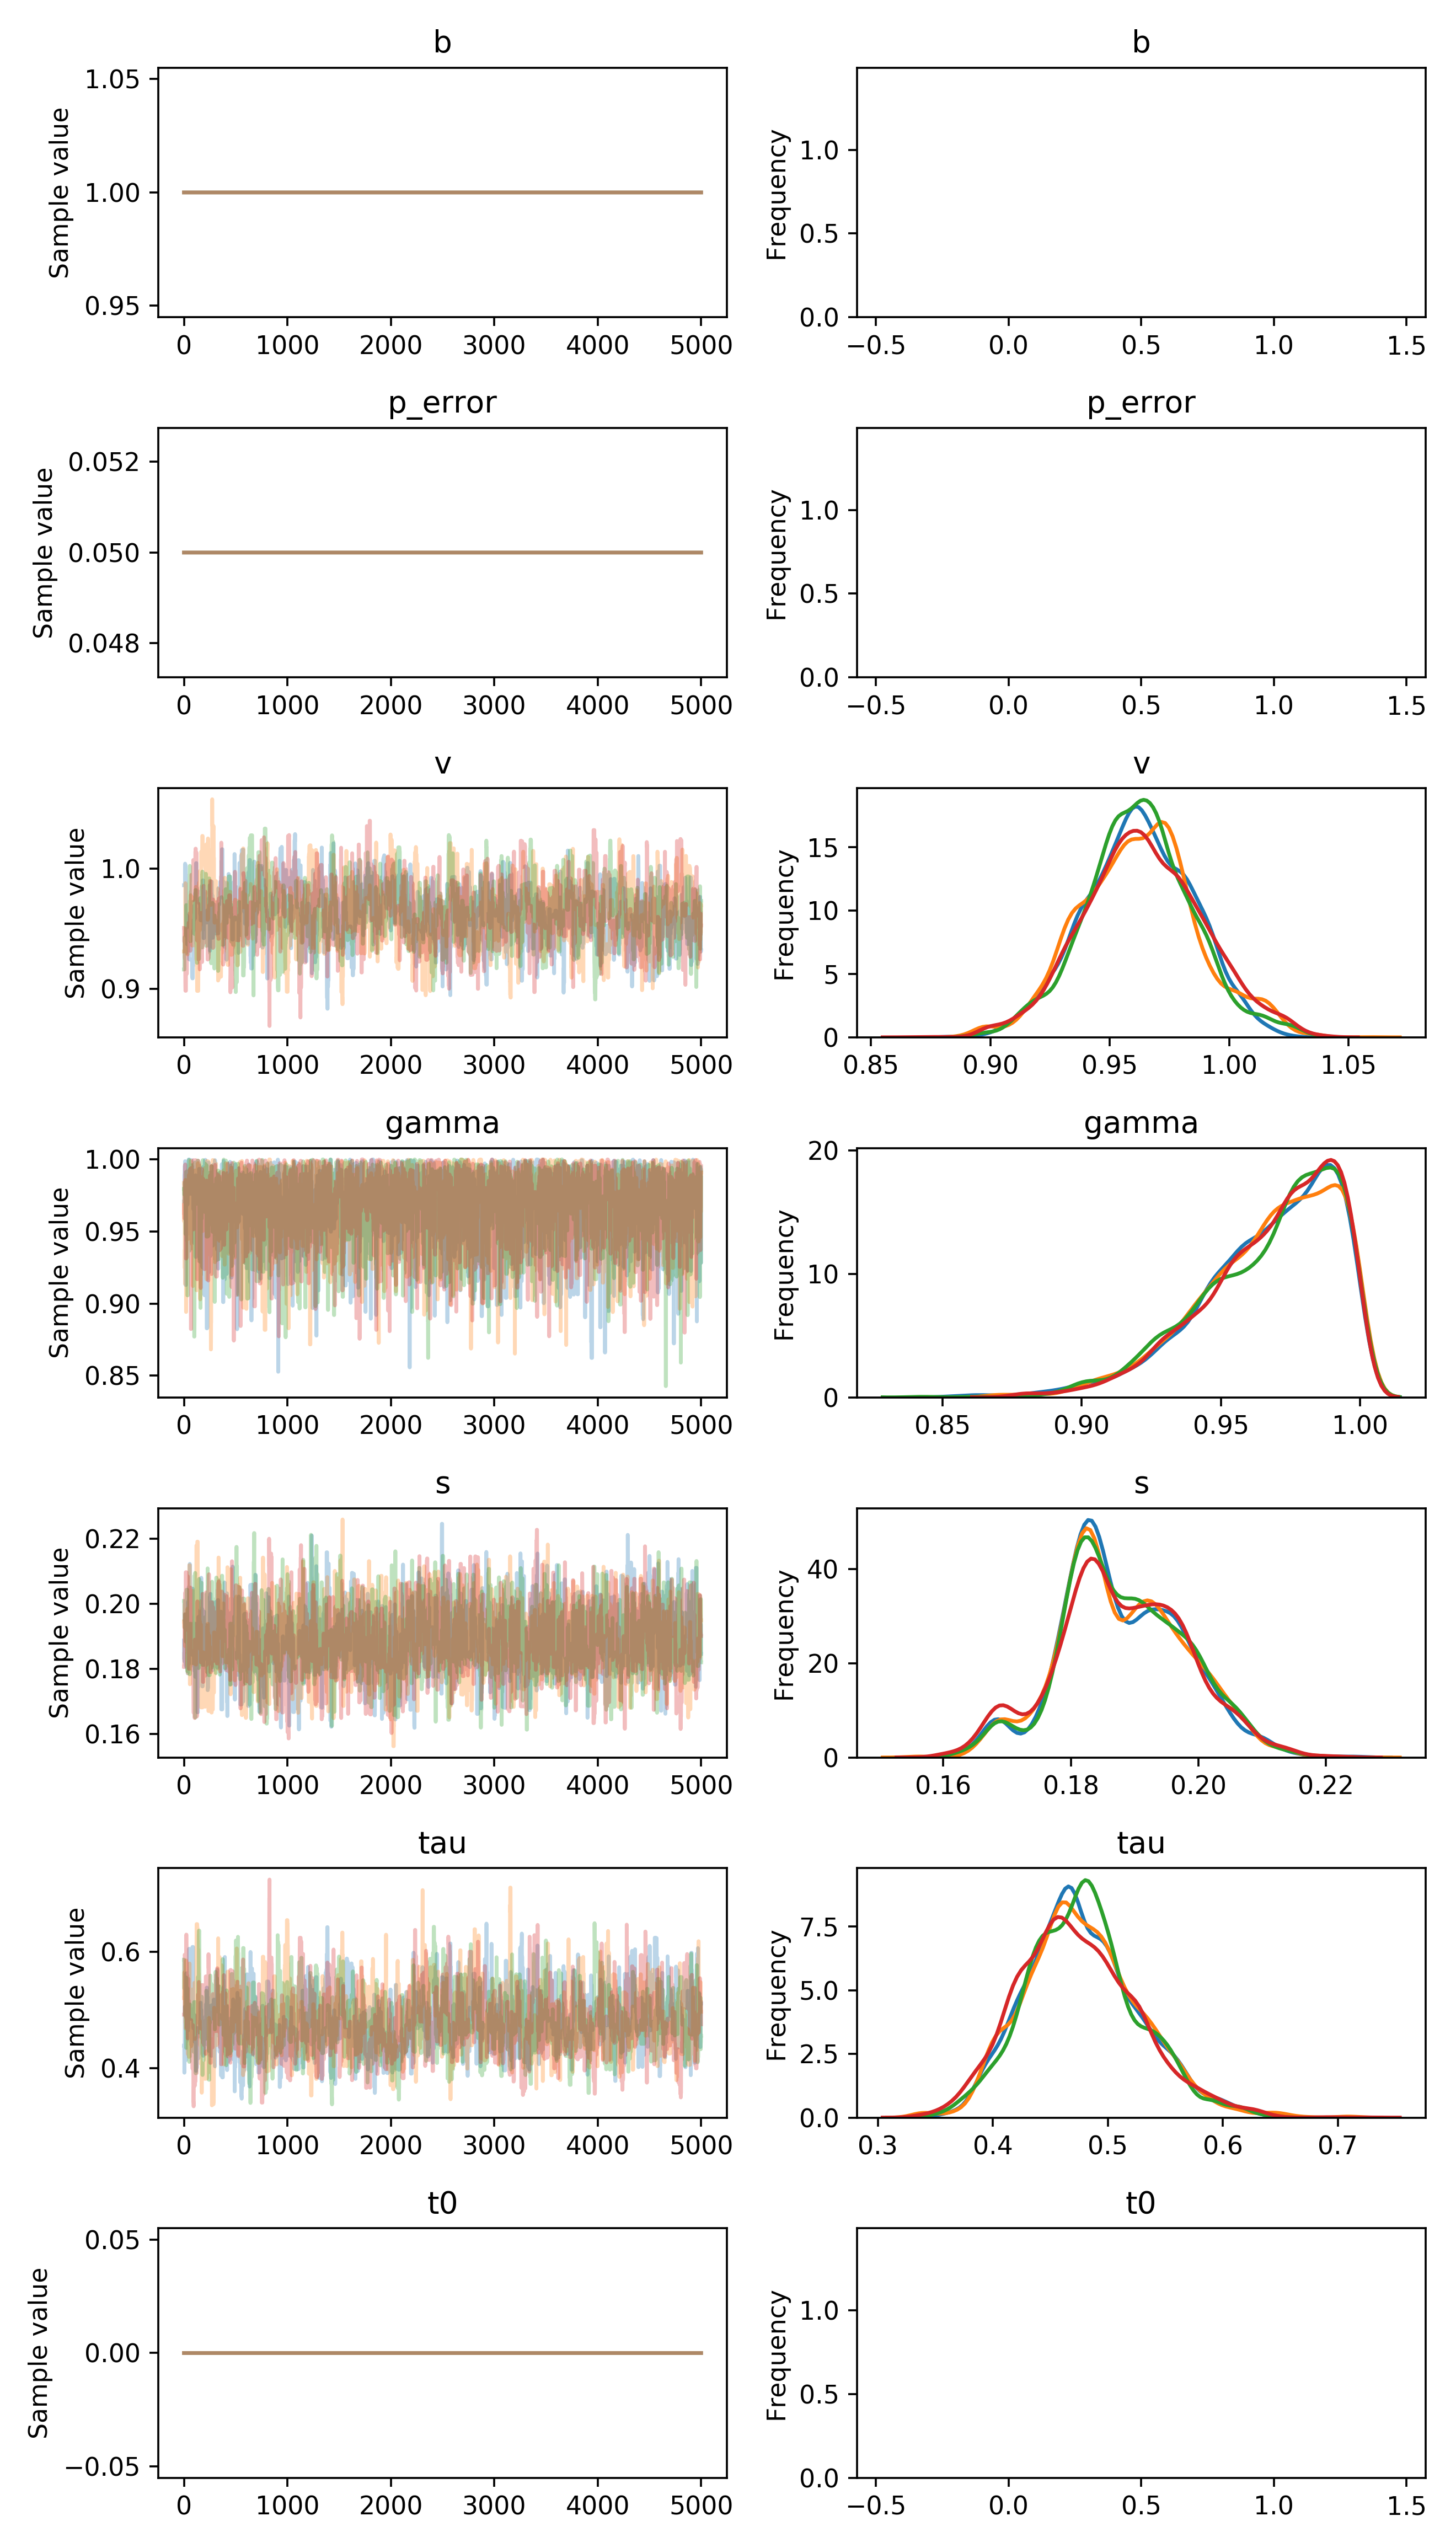 b
b
Sample value
1.05
1.00
0.95
0 1000 2000 3000 4000 5000
Frequency
1.0
0.5
0.0
−0.5 0.0 0.5 1.0 1.5
p_error
p_error
Sample value
0.052
0.050
0.048
0 1000 2000 3000 4000 5000
Frequency
1.0
0.5
0.0
−0.5 0.0 0.5 1.0 1.5
v
v
Sample value
1.0
0.9
0 1000 2000 3000 4000 5000
Frequency
15
10
5
0
0.85 0.90 0.95 1.00 1.05
gamma
gamma
Sample value
1.00
0.95
0.90
0.85
0 1000 2000 3000 4000 5000
Frequency
20
10
0
0.85 0.90 0.95 1.00
s
s
Sample value
0.22
0.20
0.18
0.16
0 1000 2000 3000 4000 5000
Frequency
40
20
0
0.16 0.18 0.20 0.22
tau
tau
Sample value
0.6
0.4
0 1000 2000 3000 4000 5000
Frequency
7.5
5.0
2.5
0.0
0.3 0.4 0.5 0.6 0.7
t0
t0
Sample value
0.05
0.00
−0.05
0 1000 2000 3000 4000 5000
Frequency
1.0
0.5
0.0
−0.5 0.0 0.5 1.0 1.5